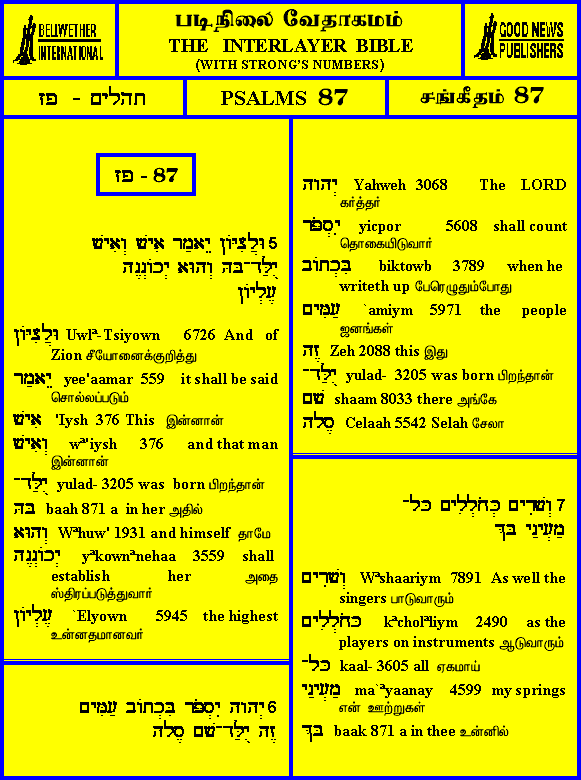 BELLWETHER
INTERNATIONAL
படிநிலை வேதாகமம்
THE INTERLAYER BIBLE
(WITH STRONG'S NUMBERS)
GOOD NEWS
PUBLISHERS
תהלים - פז
PSALMS 87
சங்கீதம் 87
87 - פז
5 וּלֲצִיּוֹן יֵאָמַר אִישׁ וְאִישׁ
יֻלַּד־בָּהּ וְהוּא יְכוֹנְנֶהָ
עֶלְיוֹן
וּלֲצִיּוֹן Uwlª-Tsiyown 6726 And of
Zion சீயோனைக்குறித்து
יֵאָמַר yee'aamar 559 it shall be said
சொல்லப்படும்
אִישׁ 'Iysh 376 This இன்னான்
וְאִישׁ wª'iysh 376 and that man
இன்னான்
יֻלַּד־ yulad- 3205 was born பிறந்தான்
בָּהּ baah 871 a in her அதில்
וְהוּא Wªhuw' 1931 and himself தாமே
יְכוֹנְנֶהָ yªkownªnehaa 3559 shall
establish her அதை
ஸ்திரப்படுத்துவார்
עֶלְיוֹן `Elyown 5945 the highest
உன்னதமானவர்
6 יְהוָה יִסְפֹּר בִּכְתוֹב עַמִּים
זֶה יֻלַּד־שָׁם סֶלָה
יְהוָה Yahweh 3068 The LORD
கர்த்தர்
יִסְפֹּר yicpor 5608 shall count
தொகையிடுவார்
בִּכְתוֹב biktowb 3789 when he
writeth up பேரெழுதும்போது
עַמִּים `amiym 5971 the people
ஜனங்கள்
זֶה Zeh 2088 this இது
יֻלַּד־ yulad- 3205 was born பிறந்தான்
שָׁם shaam 8033 there அங்கே
סֶלָה Celaah 5542 Selah சேலா
7 וְשָׁרִים כְּחֹלְלִים כָּל־
מַעְיָנַי בָּךְ
וְשָׁרִים Wªshaariym 7891 As well the
singers பாடுவாரும்
כְּחֹלְלִים kªcholªliym 2490 as the
players on instruments ஆடுவாரும்
כָּל־ kaal- 3605 all ஏகமாய்
מַעְיָנַי ma`ªyaanay 4599 my springs
என் ஊற்றுகள்
בָּךְ baak 871 a in thee உன்னில்